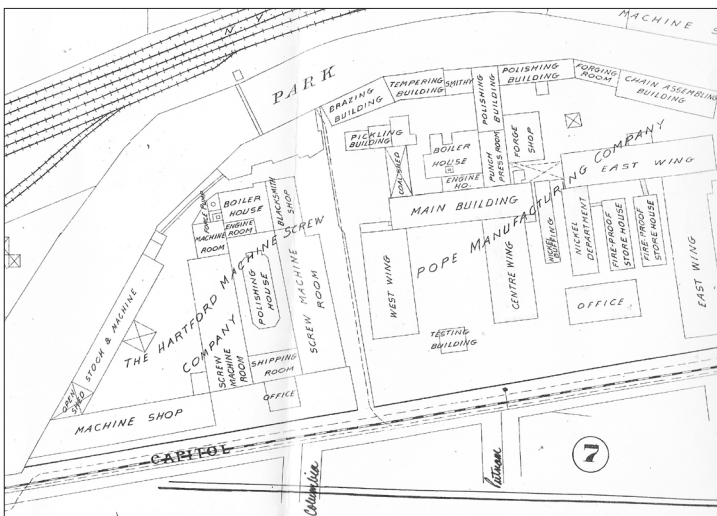 MACHINE
N. Y.
PARK
BRAZING
BUILDING
TEMPERING
BUILDING
SMITHY
POLISHING
BUILDING
POLISHING
BUILDING
FORGING
ROOM
CHAIN ASSEMBLING
BUILDING
PICKLING
BUILDING
COAL SHED
BOILER
HOUSE
ENGINE
HO.
PUNCH
PRESS ROOM
FORGE
SHOP
EAST WING
MAIN BUILDING
POPE MANUFACTURING COMPANY
WEST WING
CENTRE WING
NICKEL
BUFFING
NICKEL
DEPARTMENT
FIRE-PROOF
STORE HOUSE
FIRE-PROOF
STORE HOUSE
EAST WING
OFFICE
TESTING
BUILDING
FORCE PUMP
BOILER
HOUSE
ENGINE
ROOM
BLACKSMITH
SHOP
MACHINE
ROOM
THE HARTFORD MACHINE SCREW
COMPANY
POLISHING
HOUSE
SCREW MACHINE
ROOM
SCREW
MACHINE
ROOM
SHIPPING
ROOM
OFFICE
STOCK & MACHINE
OPEN
SHED
MACHINE SHOP
CAPITOL
Columbia
Putnam
7